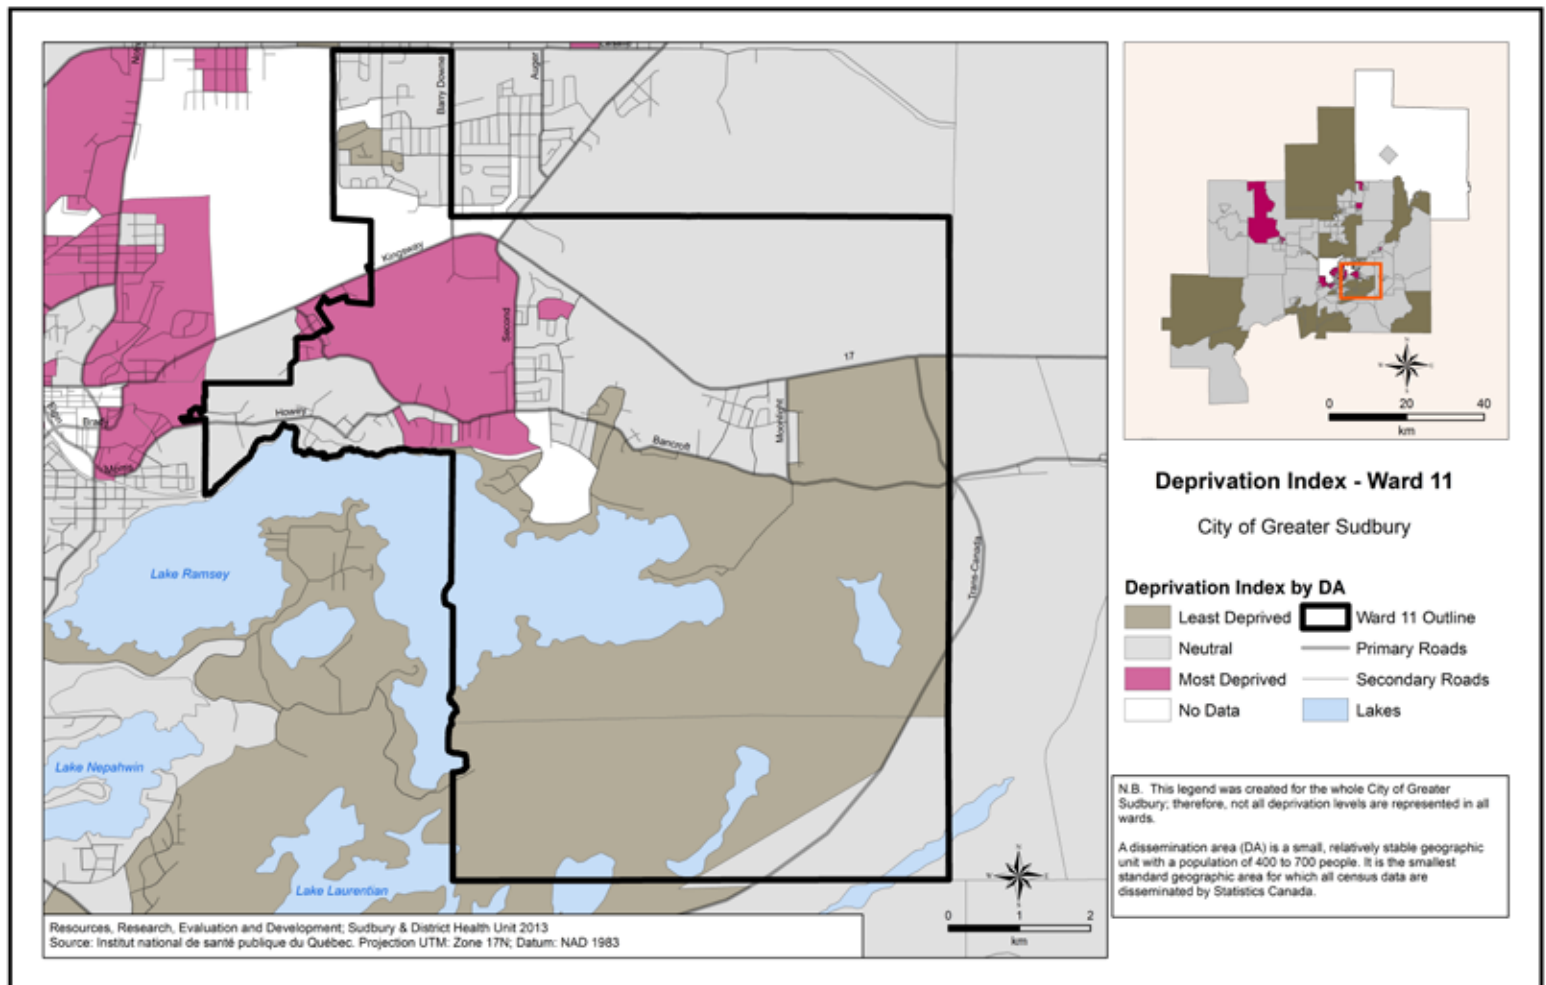 Barry Downe
Auger
Kingsway
Second
17
Howey
Brady
Elgin
Morris
Bancroft
Moonlight
Trans-Canada
Lake Ramsey
Lake Nepahwin
Lake Laurentian
N
W
E
0 1 2
km
Resources, Research, Evaluation and Development; Sudbury & District Health Unit 2013
Source: Institut national de santé publique du Québec. Projection UTM: Zone 17N; Datum: NAD 1983
N
W
E
S
0 20 40
km
Deprivation Index - Ward 11
City of Greater Sudbury
Deprivation Index by DA
Least Deprived
Ward 11 Outline
Neutral
Primary Roads
Most Deprived
Secondary Roads
No Data
Lakes
N.B. This legend was created for the whole City of Greater
Sudbury; therefore, not all deprivation levels are represented in all
wards.
A dissemination area (DA) is a small, relatively stable geographic
unit with a population of 400 to 700 people. It is the smallest
standard geographic area for which all census data are
disseminated by Statistics Canada.